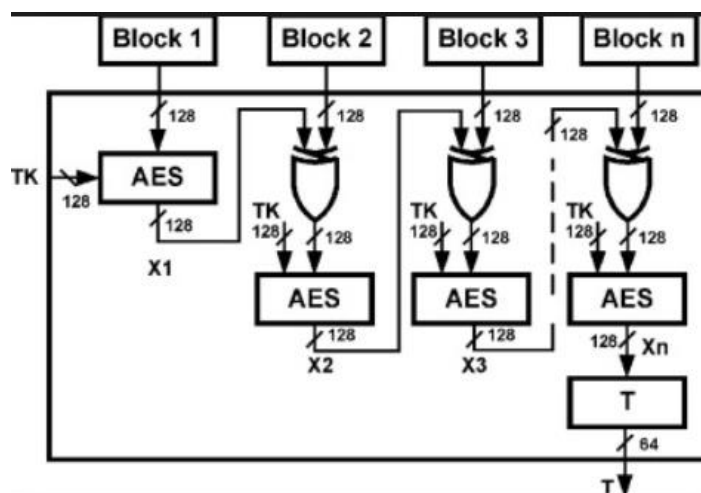 Block 1 Block 2 Block 3 Block n
128 128 128 128
128
TK AES
128
128
TK TK TK
128 128 128 128 128 128
X1
AES AES AES
128 128 128 Xn
X2 X3
T
64
T